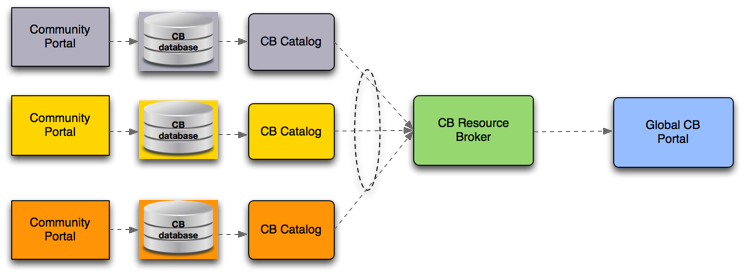 Community
Portal
CB
database
CB Catalog
Community
Portal
CB
database
CB Catalog
CB Resource
Broker
Global CB
Portal
Community
Portal
CB
database
CB Catalog